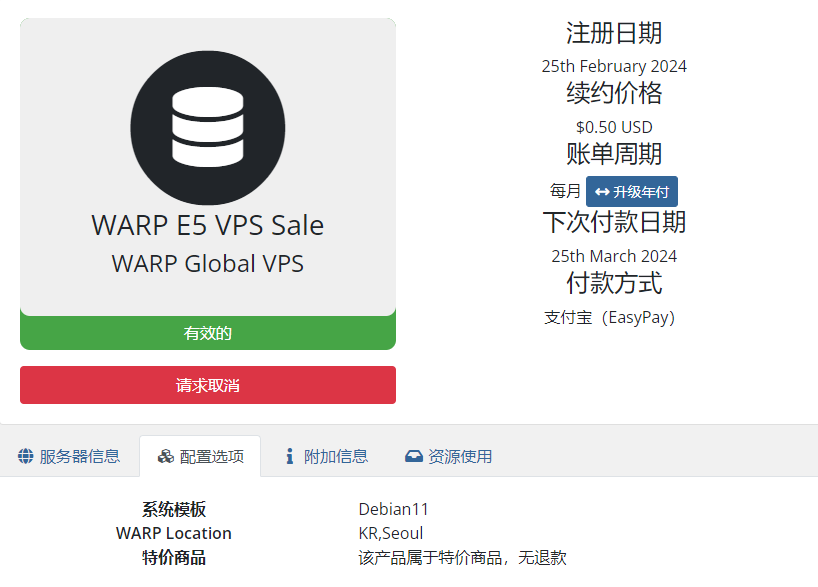 WARP E5 VPS Sale
WARP Global VPS
有效的
请求取消
注册日期
25th February 2024
续约价格
$0.50 USD
账单周期
每月 升级年付
下次付款日期
25th March 2024
付款方式
支付宝（EasyPay）
服务器信息 配置选项 附加信息 资源使用
系统模板 Debian11
WARP Location KR,Seoul
特价商品 该产品属于特价商品，无退款